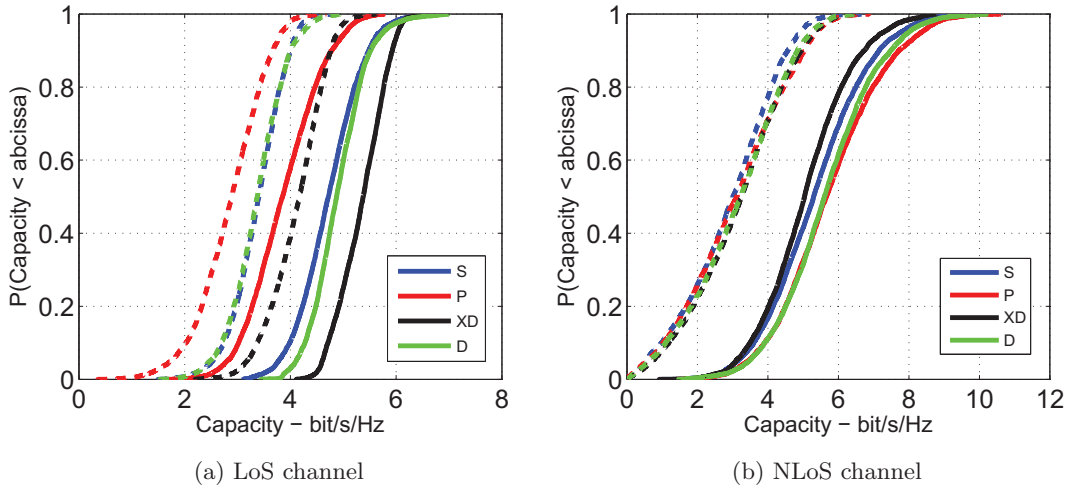 P(Capacity < abcissa)
1
0.8
0.6
0.4
0.2
0
0 2 4 6 8
Capacity – bit/s/Hz
S
P
XD
D
(a) LoS channel
P(Capacity < abcissa)
1
0.8
0.6
0.4
0.2
0
0 2 4 6 8 10 12
Capacity – bit/s/Hz
S
P
XD
D
(b) NLoS channel